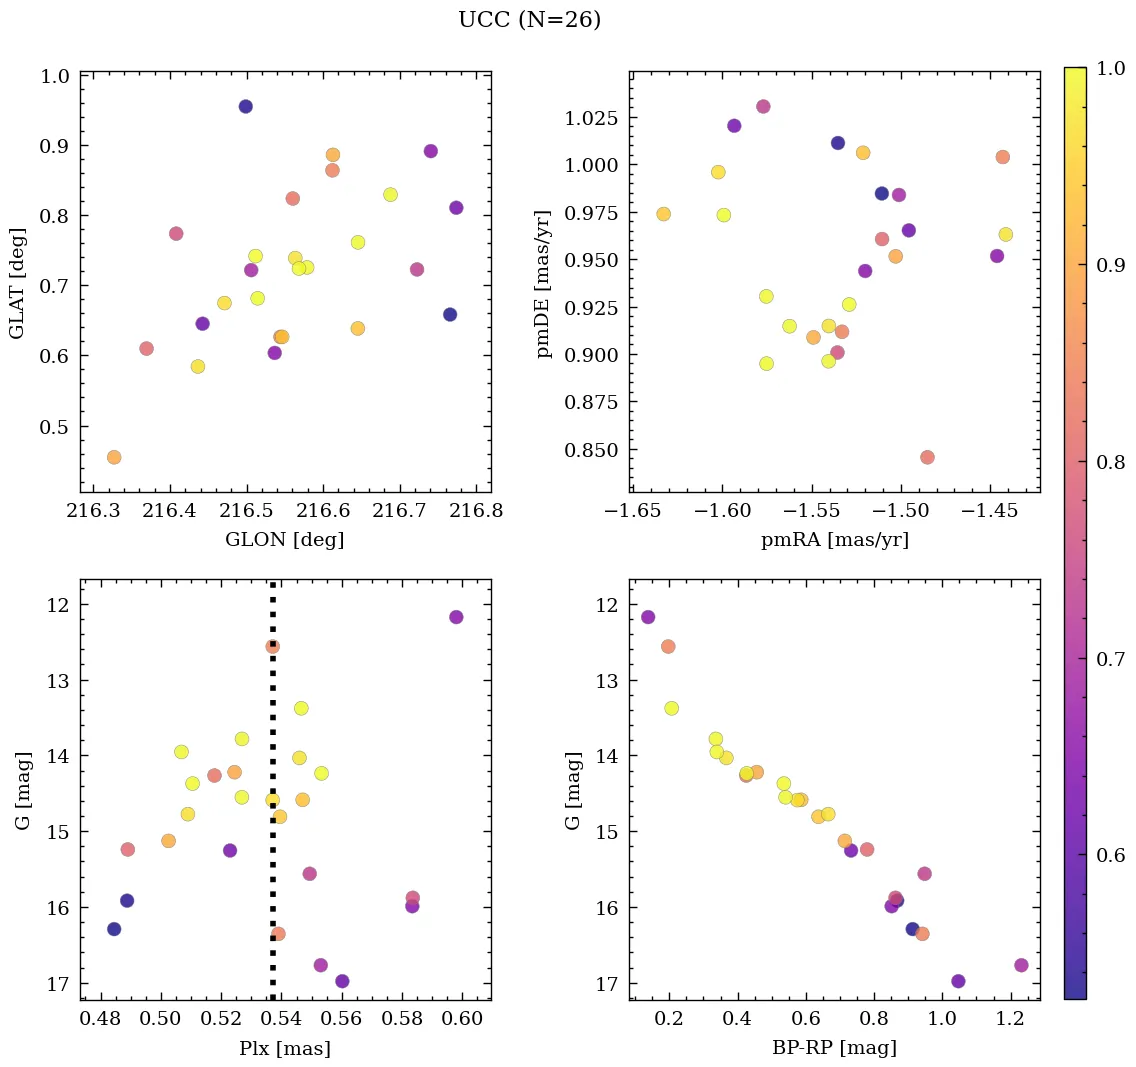 UCC (N=26)
1.0
0.9
0.8
0.7
0.6
0.5
GLAT [deg]
216.3 216.4 216.5 216.6 216.7 216.8
GLON [deg]
1.025
1.000
0.975
0.950
0.925
0.900
0.875
0.850
pmDE [mas/yr]
−1.65 −1.60 −1.55 −1.50 −1.45
pmRA [mas/yr]
12
13
14
15
16
17
G [mag]
0.48 0.50 0.52 0.54 0.56 0.58 0.60
Plx [mas]
12
13
14
15
16
17
G [mag]
0.2 0.4 0.6 0.8 1.0 1.2
BP-RP [mag]
1.0
0.9
0.8
0.7
0.6